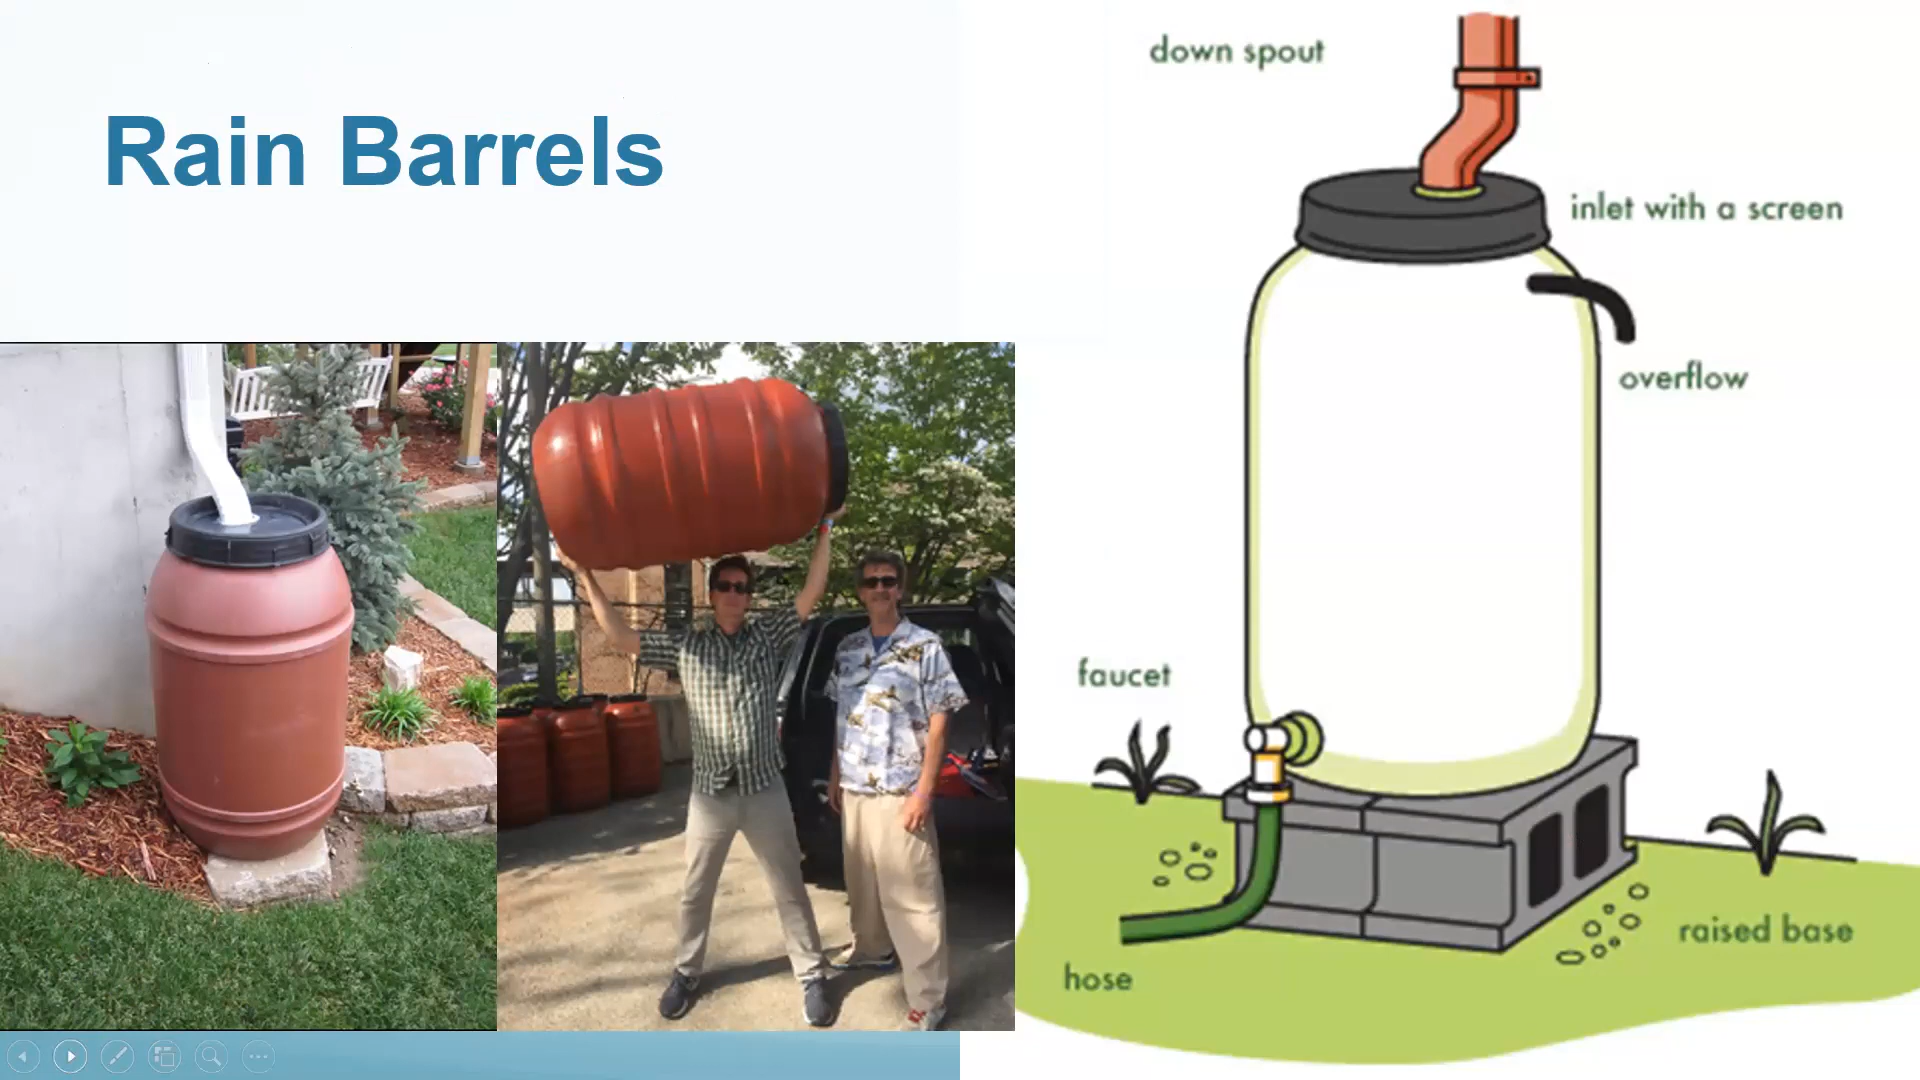 Rain Barrels
down spout
inlet with a screen
overflow
faucet
raised base
hose